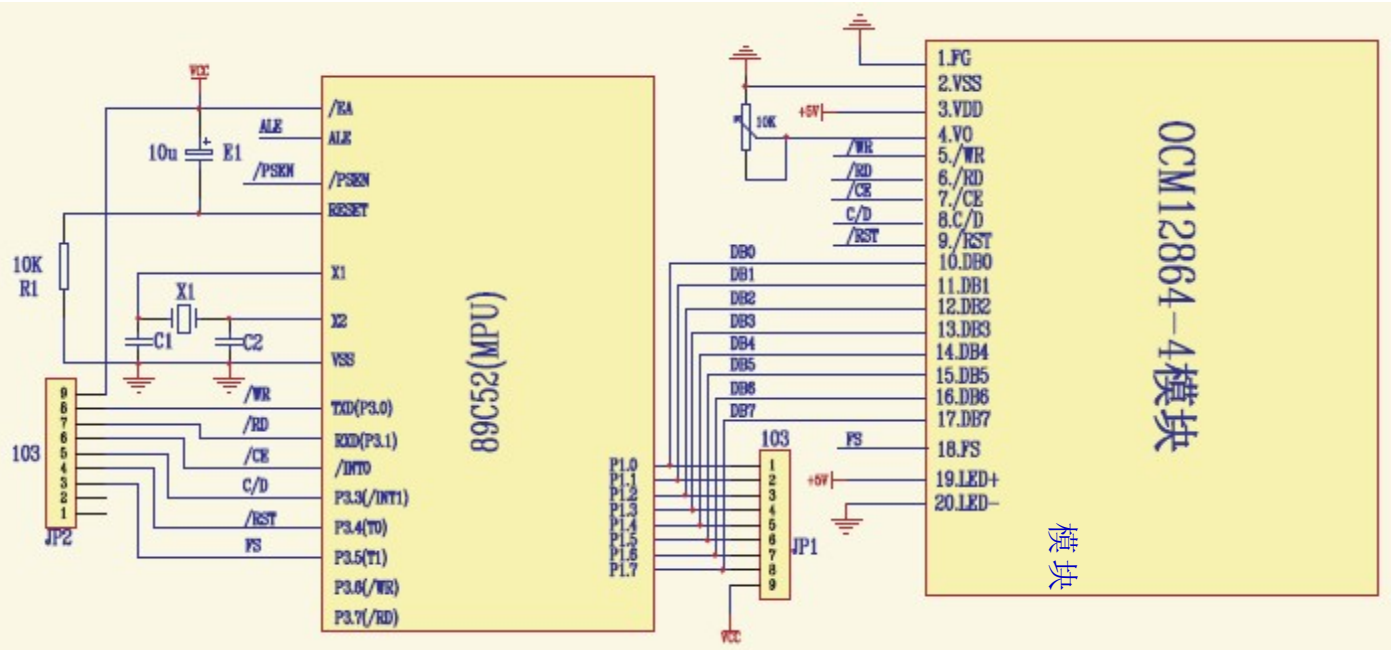 VCC
10u
E1
10K
R1
X1
C1
C2
/EA
ALE
ALE
/PSEN
/PSEN
RESET
X1
X2
VSS
TXD(P3.0)
RXD(P3.1)
/INT0
P3.3(/INT1)
P3.4(T0)
P3.5(T1)
P3.6(/WR)
P3.7(/RD)
/WR
/RD
/CE
C/D
/RST
FS
9
8
7
6
5
4
3
2
1
103
JP2
89C52(MPU)
P1.0
P1.1
P1.2
P1.3
P1.4
P1.5
P1.6
P1.7
103
1
2
3
4
5
6
7
8
9
JP1
VCC
DB0
DB1
DB2
DB3
DB4
DB5
DB6
DB7
10K
+5V
/WR
/RD
/CE
C/D
/RST
FS
+5V
1.FG
2.VSS
3.VDD
4.VO
5./WR
6./RD
7./CE
8.C/D
9./RST
10.DB0
11.DB1
12.DB2
13.DB3
14.DB4
15.DB5
16.DB6
17.DB7
18.FS
19.LED+
20.LED-
OCM12864-4模块
模块